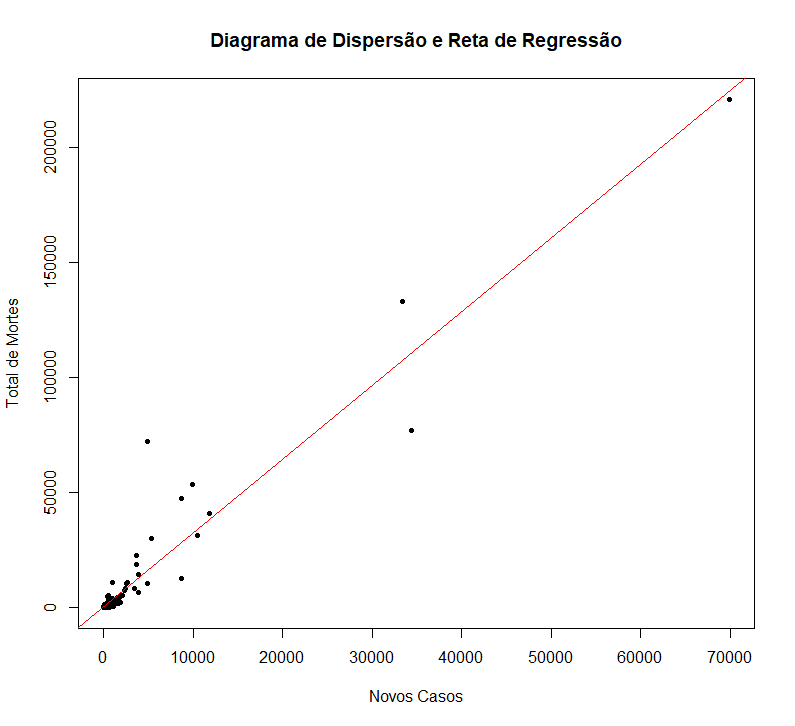 Diagrama de Dispersão e Reta de Regressão
Total de Mortes
200000
150000
100000
50000
0
0 10000 20000 30000 40000 50000 60000 70000
Novos Casos